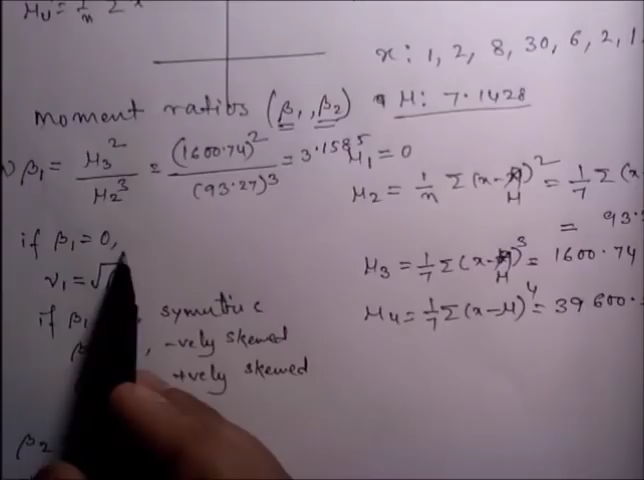 μ₄ = 1/n Σ x
x : 1, 2, 8, 30, 6, 2, 1
moment ratios (β₁, β₂)
M : 7.1428
β₁ = μ₃² / μ₂³ = (1600.74)² / (93.27)³ = 3.1585
μ₁ = 0
μ₂ = 1/n Σ (x - M)² = 1/7 Σ (x
= 93.
if β₁ = 0,
μ₃ = 1/7 Σ (x - M)³ = 1600.74
γ₁ = √
if β₁ , symmetric
μ₄ = 1/7 Σ (x - M)⁴ = 39600.
β , -vely skewed
+vely skewed
β₂